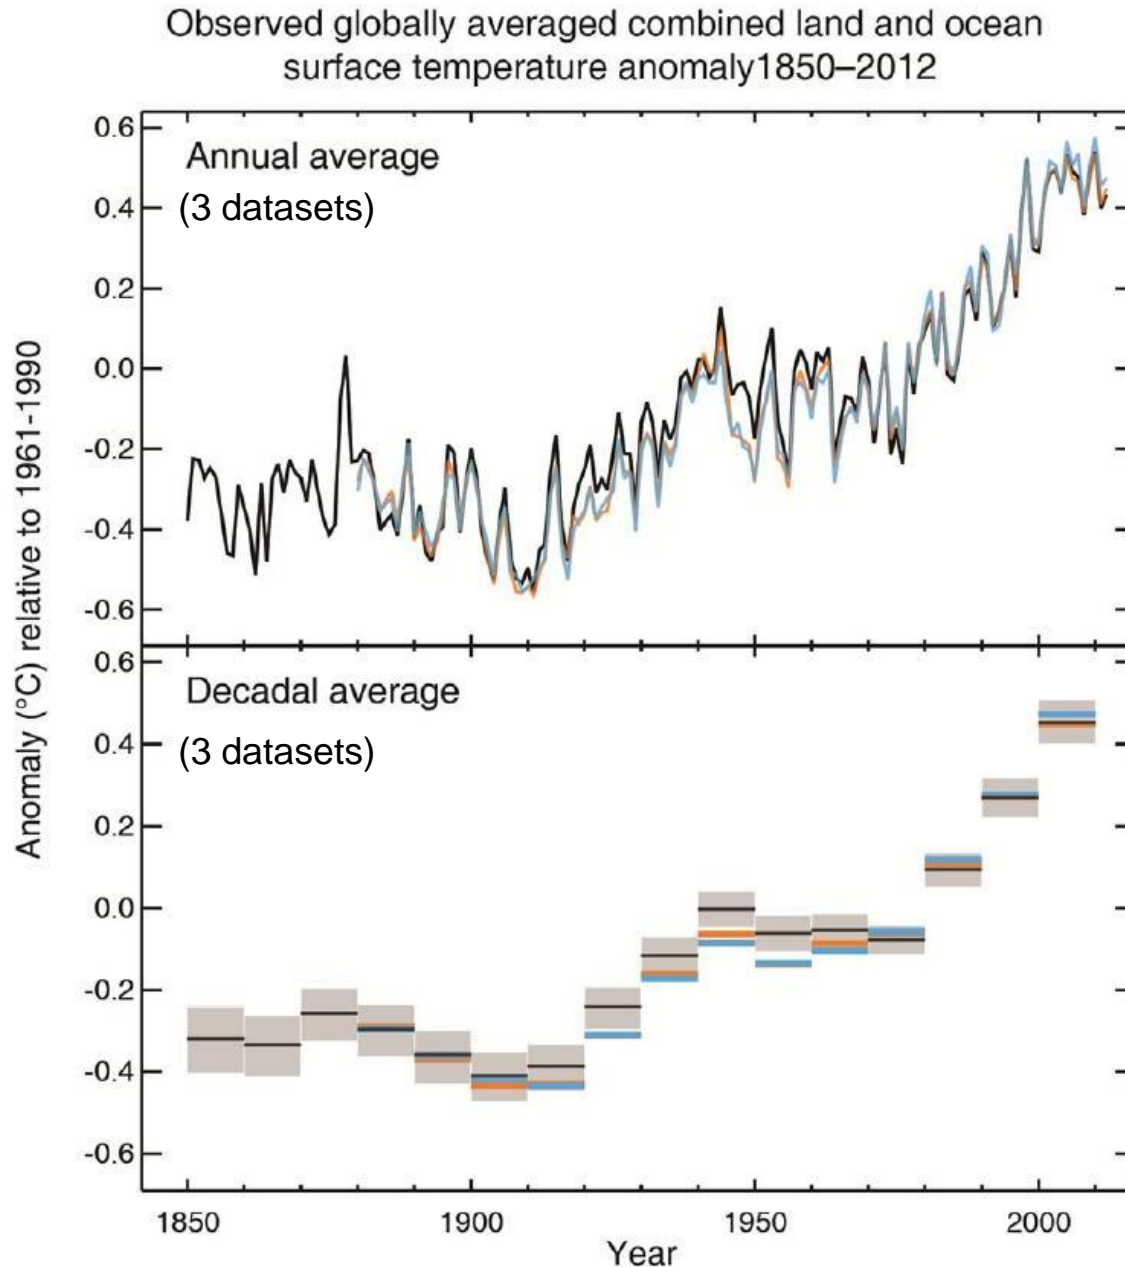 Observed globally averaged combined land and ocean
surface temperature anomaly1850–2012
Anomaly (°C) relative to 1961-1990
0.6
Annual average
(3 datasets)
0.4
0.2
0.0
-0.2
-0.4
-0.6
0.6
Decadal average
(3 datasets)
0.4
0.2
0.0
-0.2
-0.4
-0.6
1850
1900
1950
2000
Year